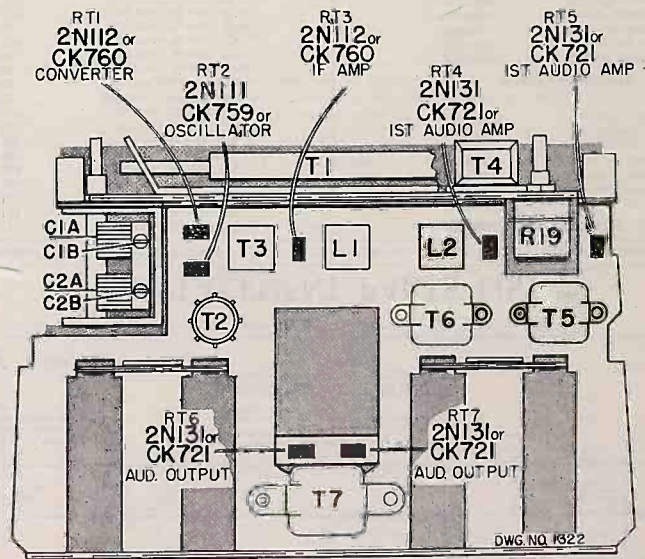 RT1
2N112 or
CK760
CONVERTER
RT2
2N111
CK759 or
OSCILLATOR
RT3
2N112 or
CK760
IF AMP
RT4
2N131
CK721 or
1ST AUDIO AMP
RT5
2N131 or
CK721
1ST AUDIO AMP
T1
T4
C1A
C1B
C2A
C2B
T3
L1
L2
R19
T2
T6
T5
RT6
2N131 or
CK721
AUD. OUTPUT
RT7
2N131 or
CK721
AUD. OUTPUT
T7
DWG. NO. 1322